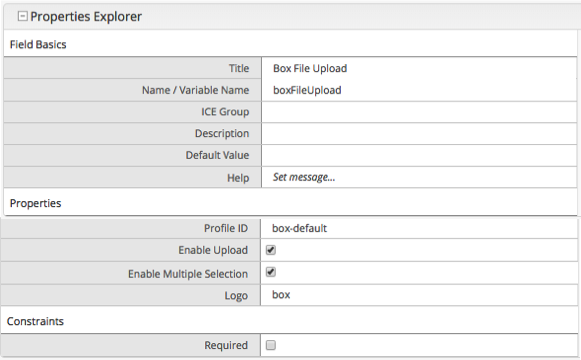 Properties Explorer
Field Basics
Title Box File Upload
Name / Variable Name boxFileUpload
ICE Group
Description
Default Value
Help Set message...
Properties
Profile ID box-default
Enable Upload
Enable Multiple Selection
Logo box
Constraints
Required